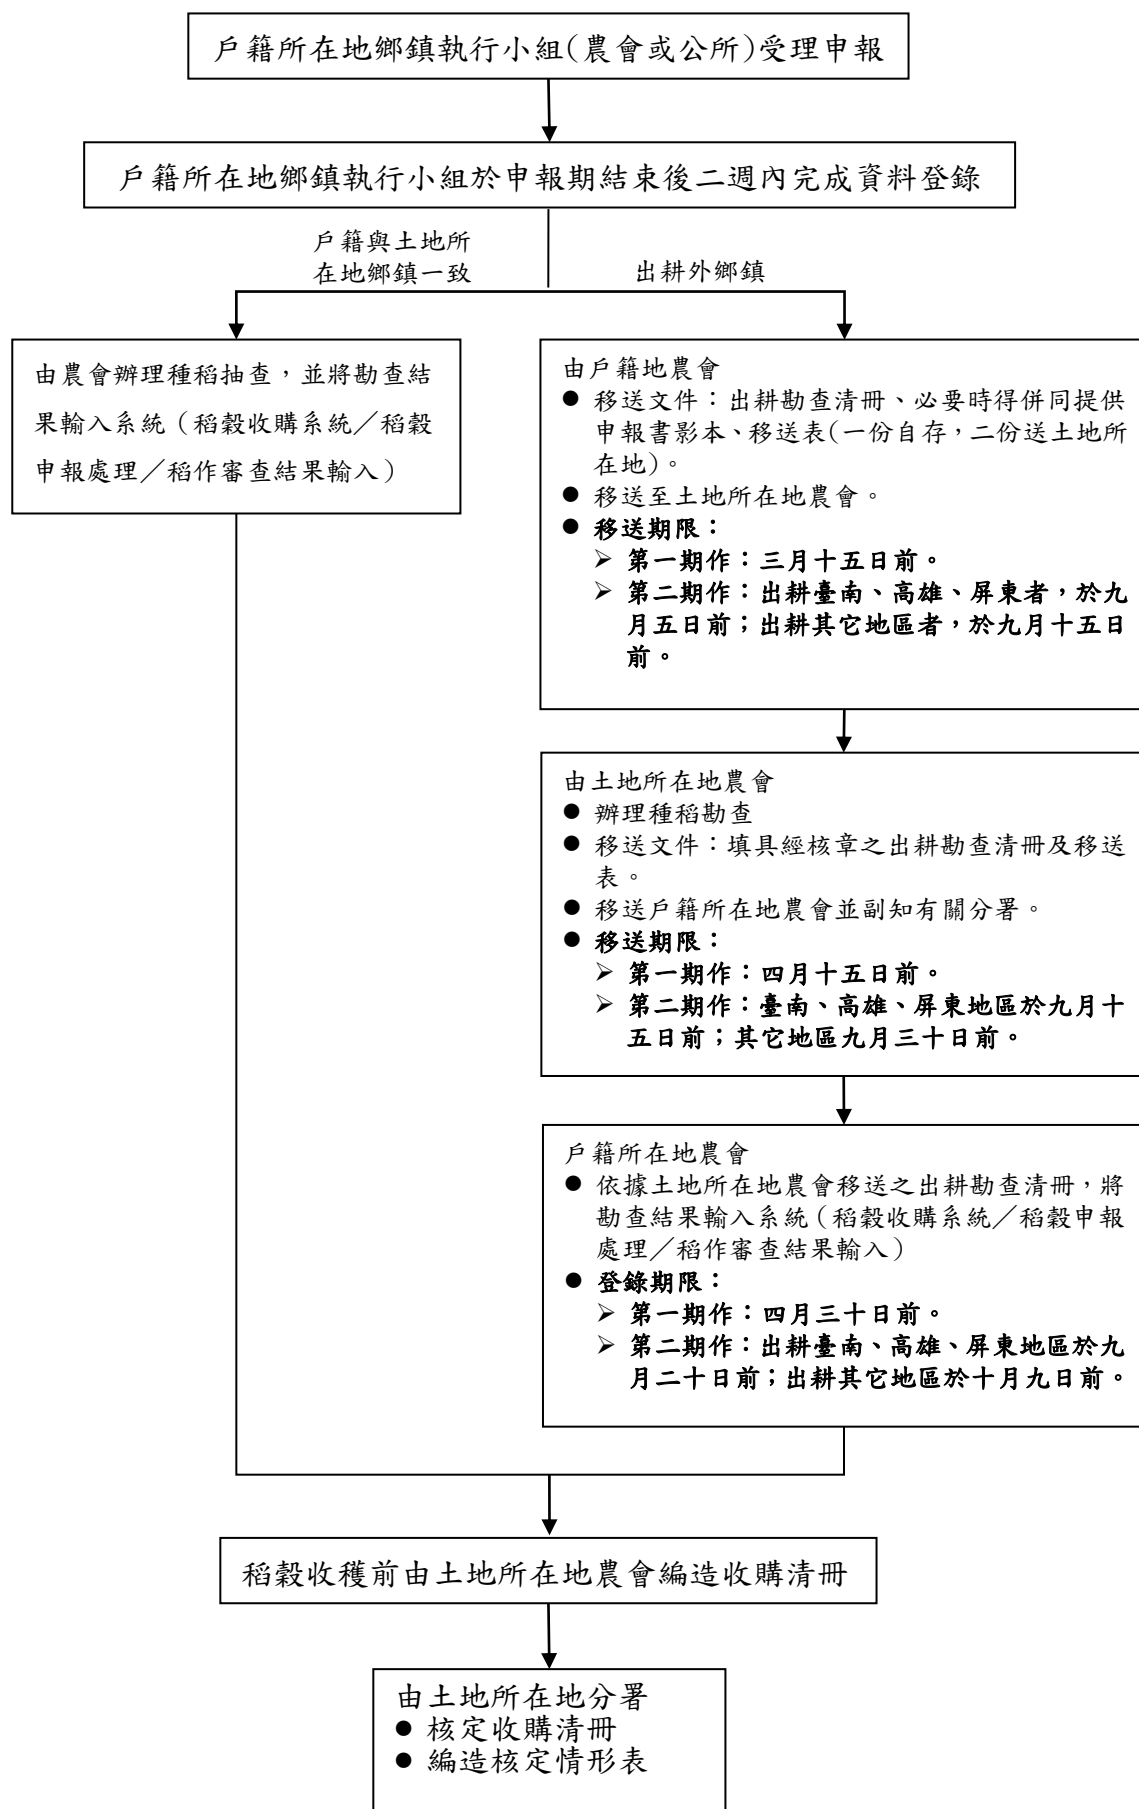 戶籍所在地鄉鎮執行小組(農會或公所)受理申報
戶籍所在地鄉鎮執行小組於申報期結束後二週內完成資料登錄
戶籍與土地所
在地鄉鎮一致
出耕外鄉鎮
由農會辦理種稻抽查，並將勘查結
果輸入系統（稻穀收購系統／稻穀
申報處理／稻作審查結果輸入）
由戶籍地農會
● 移送文件：出耕勘查清冊、必要時得併同提供
申報書影本、移送表(一份自存，二份送土地所
在地)。
● 移送至土地所在地農會。
● 移送期限：
➢ 第一期作：三月十五日前。
➢ 第二期作：出耕臺南、高雄、屏東者，於九
月五日前；出耕其它地區者，於九月十五日
前。
由土地所在地農會
● 辦理種稻勘查
● 移送文件：填具經核章之出耕勘查清冊及移送
表。
● 移送戶籍所在地農會並副知有關分署。
● 移送期限：
➢ 第一期作：四月十五日前。
➢ 第二期作：臺南、高雄、屏東地區於九月十
五日前；其它地區九月三十日前。
戶籍所在地農會
● 依據土地所在地農會移送之出耕勘查清冊，將
勘查結果輸入系統（稻穀收購系統／稻穀申報
處理／稻作審查結果輸入）
● 登錄期限：
➢ 第一期作：四月三十日前。
➢ 第二期作：出耕臺南、高雄、屏東地區於九
月二十日前；出耕其它地區於十月九日前。
稻穀收穫前由土地所在地農會編造收購清冊
由土地所在地分署
● 核定收購清冊
● 編造核定情形表